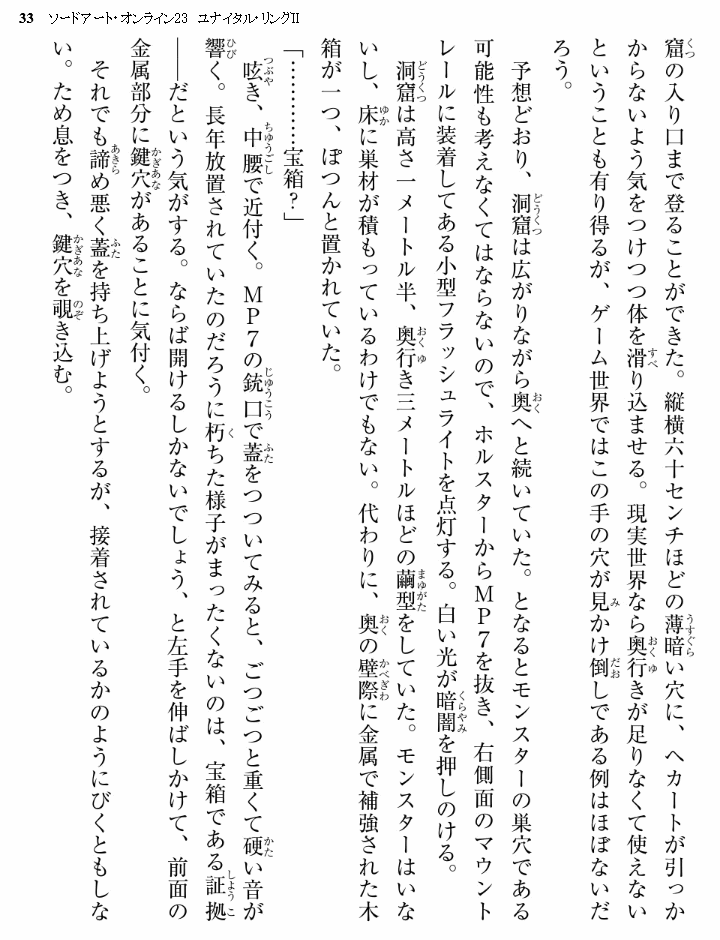 33 ソードアート・オンライン23 ユナイタル・リングⅡ
窟の入り口まで登ることができた。縦横六十センチほどの薄暗い穴に、ヘカートが引っか
からないよう気をつけつつ体を滑り込ませる。現実世界なら奥行きが足りなくて使えない
ということも有り得るが、ゲーム世界ではこの手の穴が見かけ倒しである例はほぼないだ
ろう。
予想どおり、洞窟は広がりながら奥へと続いていた。となるとモンスターの巣穴である
可能性も考えなくてはならないので、ホルスターからMP7を抜き、右側面のマウント
レールに装着してある小型フラッシュライトを点灯する。白い光が暗闇を押しのける。
洞窟は高さ一メートル半、奥行き三メートルほどの繭型をしていた。モンスターはいな
いし、床に巣材が積もっているわけでもない。代わりに、奥の壁際に金属で補強された木
箱が一つ、ぽつんと置かれていた。
「…………宝箱？」
呟き、中腰で近付く。MP7の銃口で蓋をつついてみると、ごつごつと重くて硬い音が
響く。長年放置されていたのだろうに朽ちた様子がまったくないのは、宝箱である証拠
――だという気がする。ならば開けるしかないでしょう、と左手を伸ばしかけて、前面の
金属部分に鍵穴があることに気付く。
それでも諦め悪く蓋を持ち上げようとするが、接着されているかのようにびくともしな
い。ため息をつき、鍵穴を覗き込む。